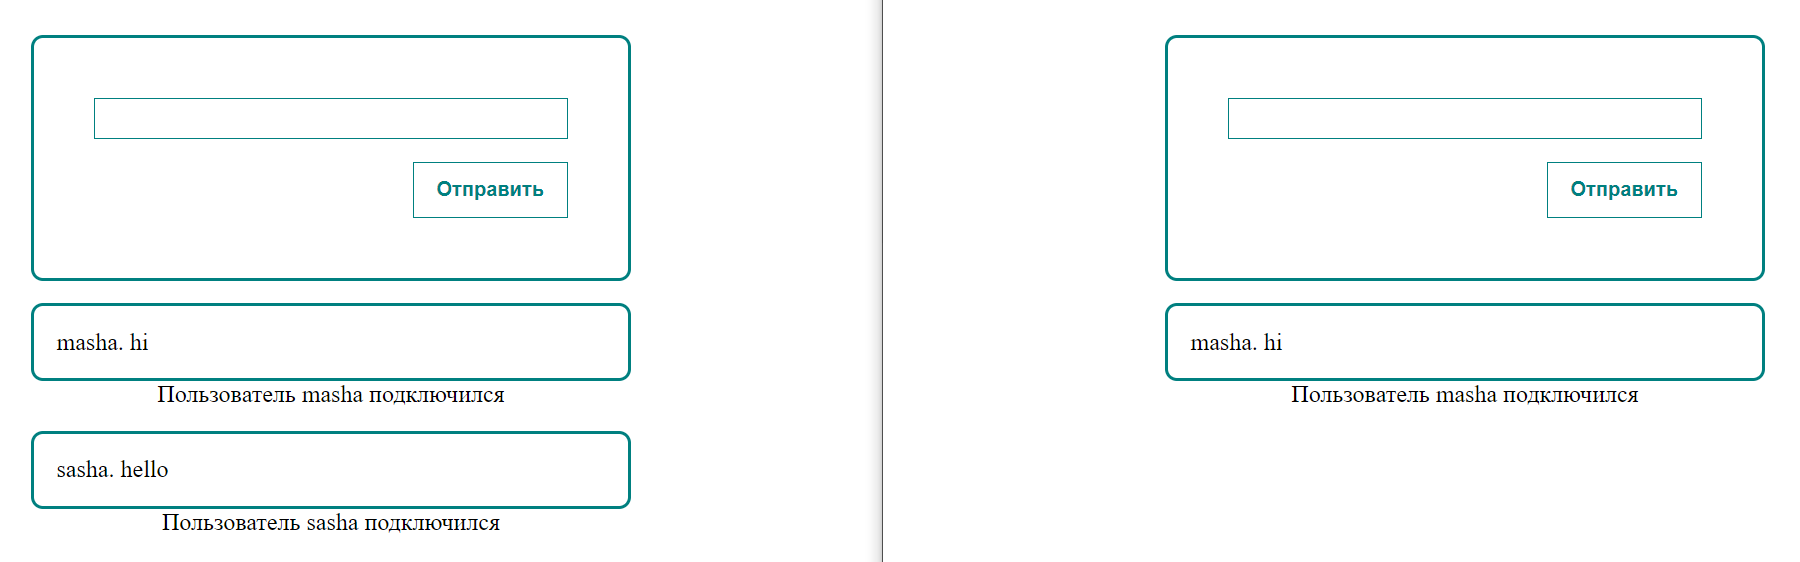 Отправить
masha. hi
Пользователь masha подключился
sasha. hello
Пользователь sasha подключился
Отправить
masha. hi
Пользователь masha подключился